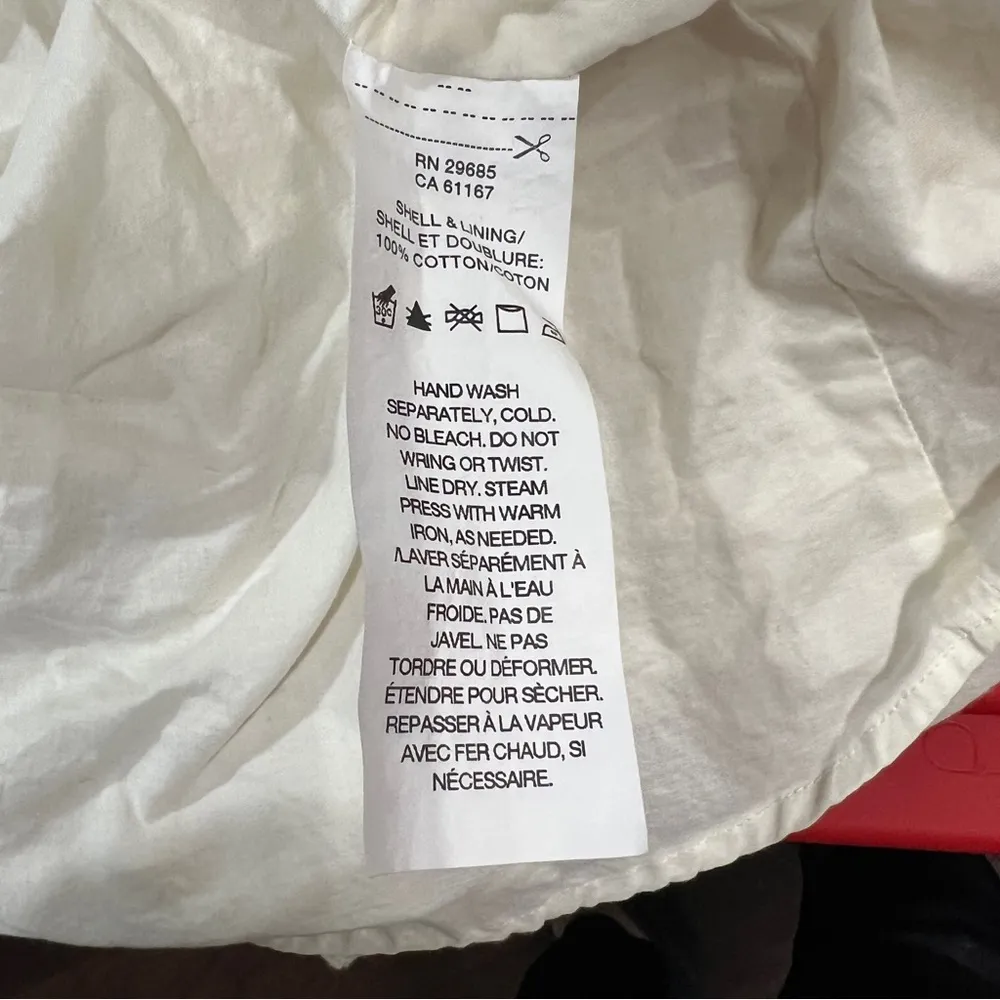 RN 29685
CA 61167
SHELL & LINING/
SHELL ET DOUBLURE:
100% COTTON/COTON
30°
HAND WASH
SEPARATELY, COLD.
NO BLEACH. DO NOT
WRING OR TWIST.
LINE DRY. STEAM
PRESS WITH WARM
IRON, AS NEEDED.
/LAVER SÉPARÉMENT À
LA MAIN À L'EAU
FROIDE. PAS DE
JAVEL. NE PAS
TORDRE OU DÉFORMER.
ÉTENDRE POUR SÈCHER.
REPASSER À LA VAPEUR
AVEC FER CHAUD, SI
NÉCESSAIRE.